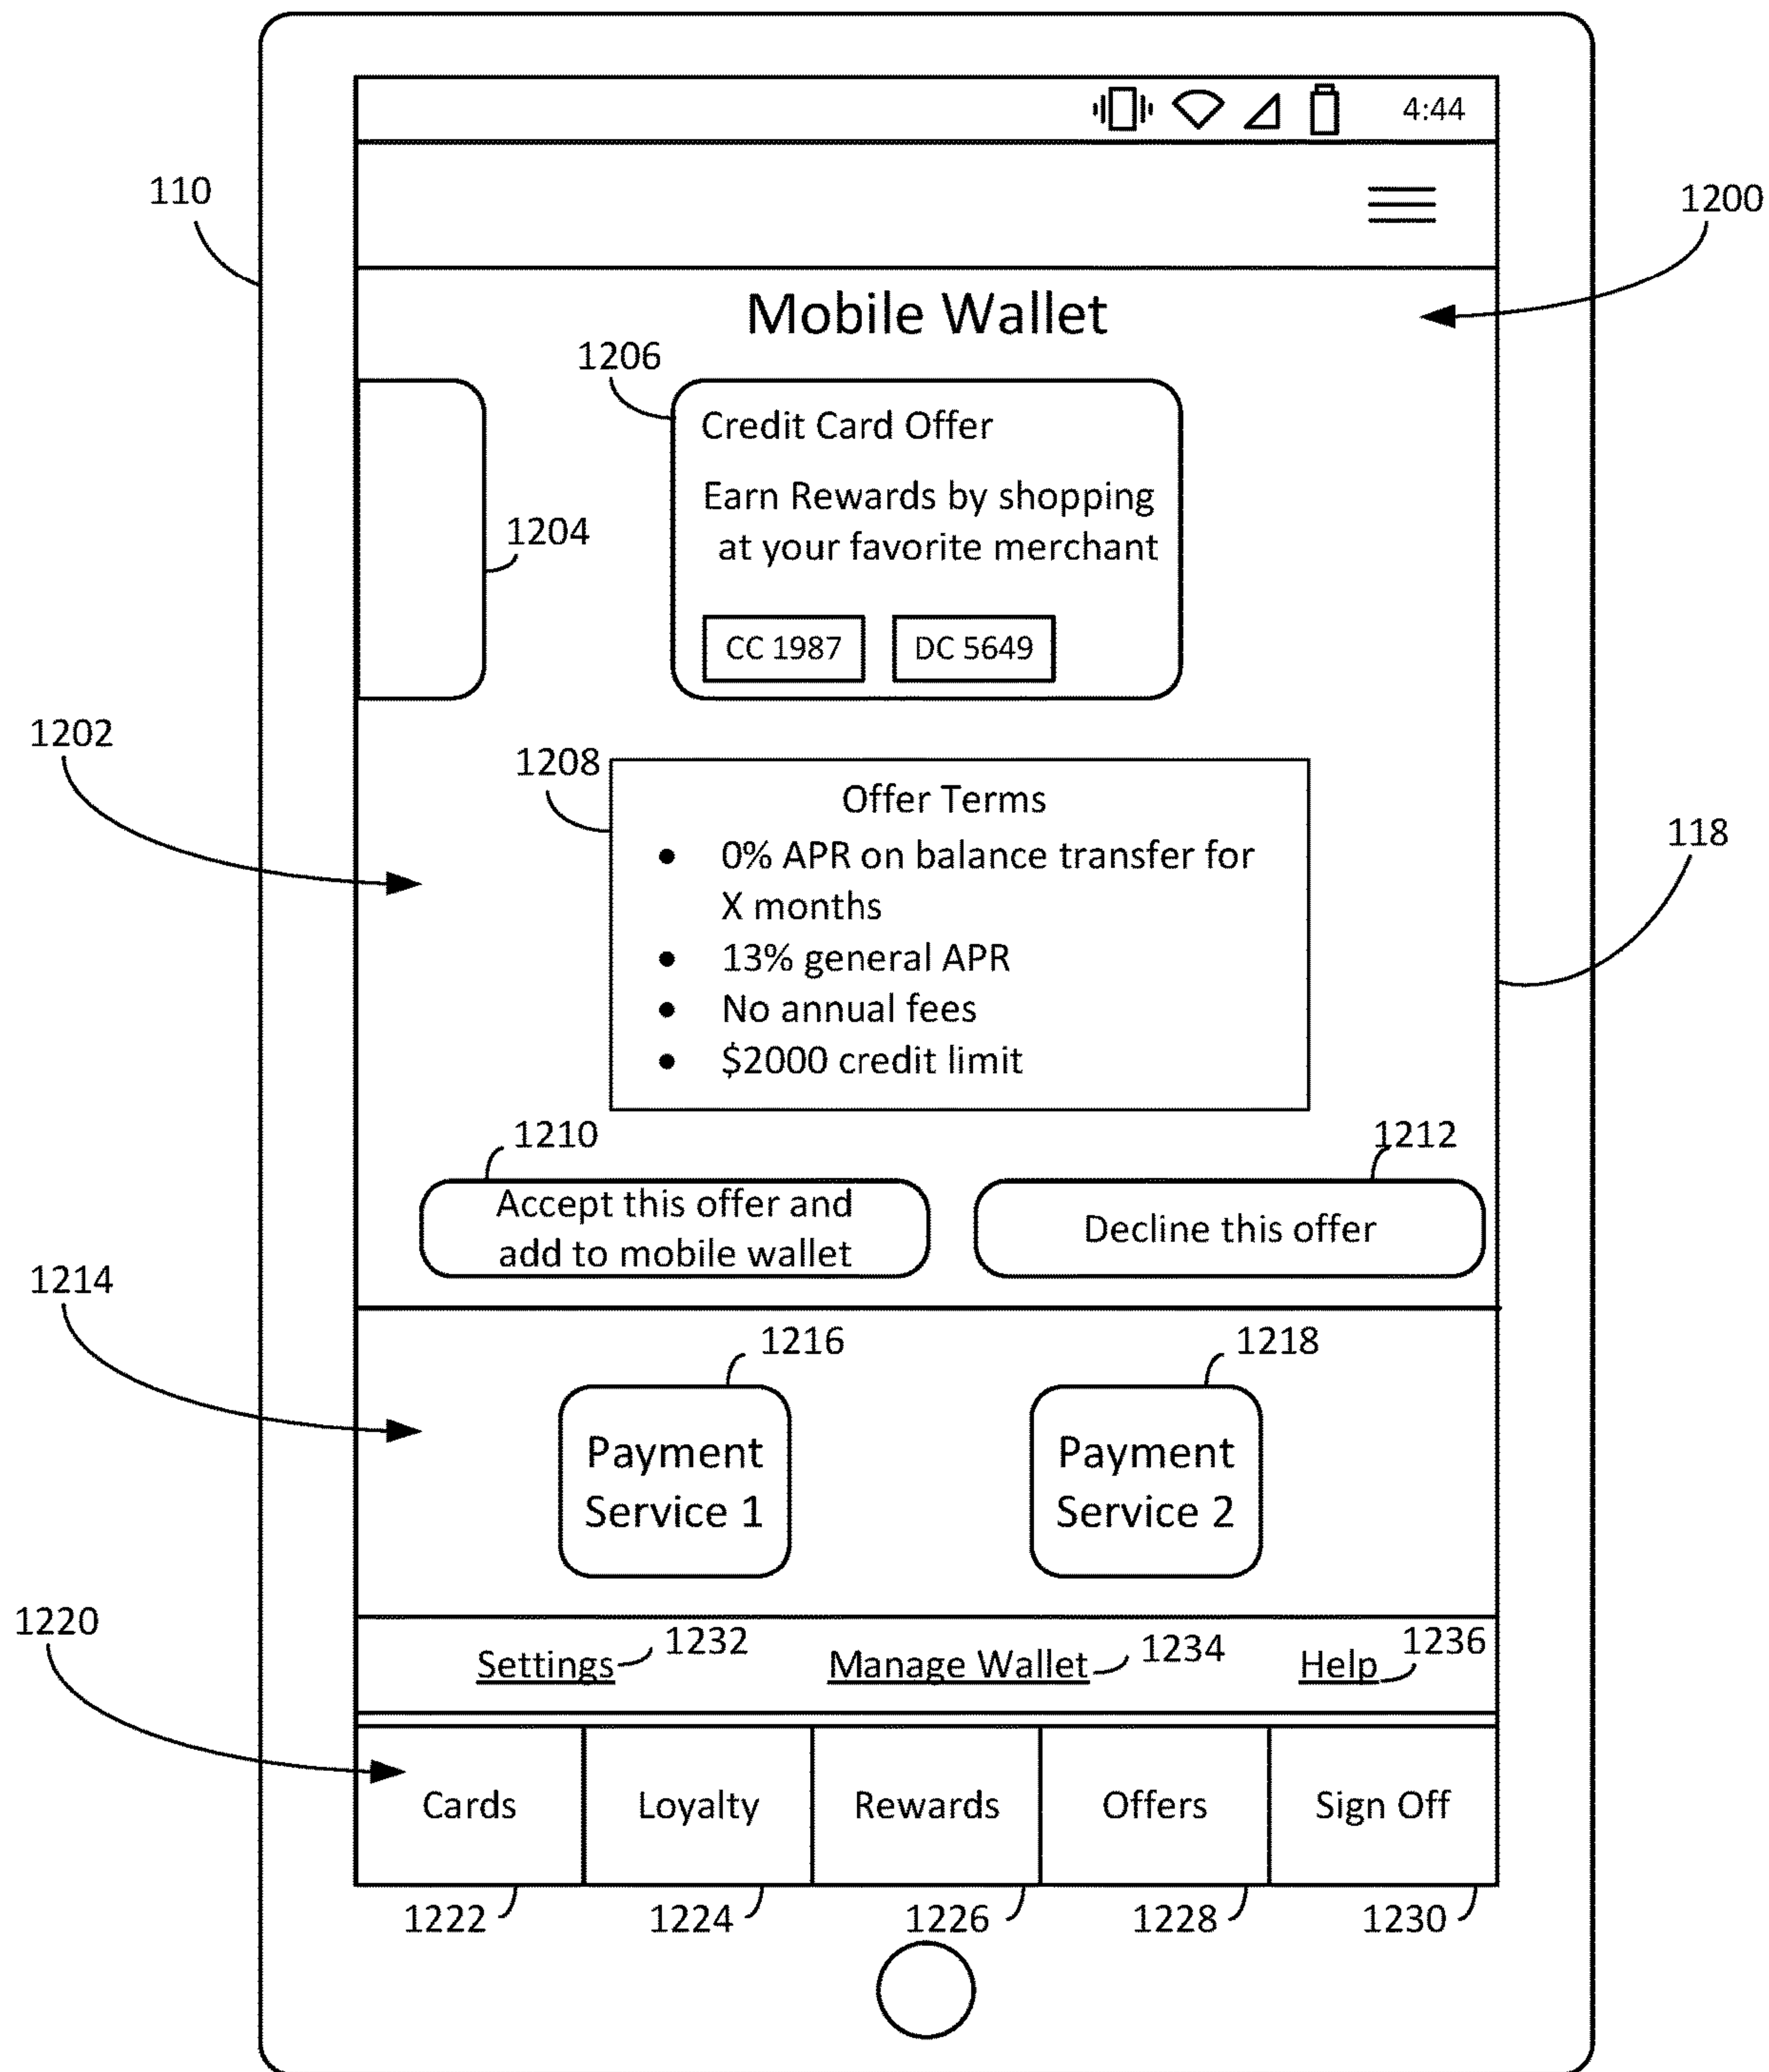 4:44
110
1200
Mobile Wallet
1206
Credit Card Offer
Earn Rewards by shopping
at your favorite merchant
1204
CC 1987 DC 5649
1202
1208
Offer Terms
• 0% APR on balance transfer for
X months
118
• 13% general APR
• No annual fees
• $2000 credit limit
1210 1212
Accept this offer and
add to mobile wallet
Decline this offer
1214
1216 1218
Payment
Service 1
Payment
Service 2
1220
Settings 1232 Manage Wallet 1234 Help 1236
Cards Loyalty Rewards Offers Sign Off
1222 1224 1226 1228 1230